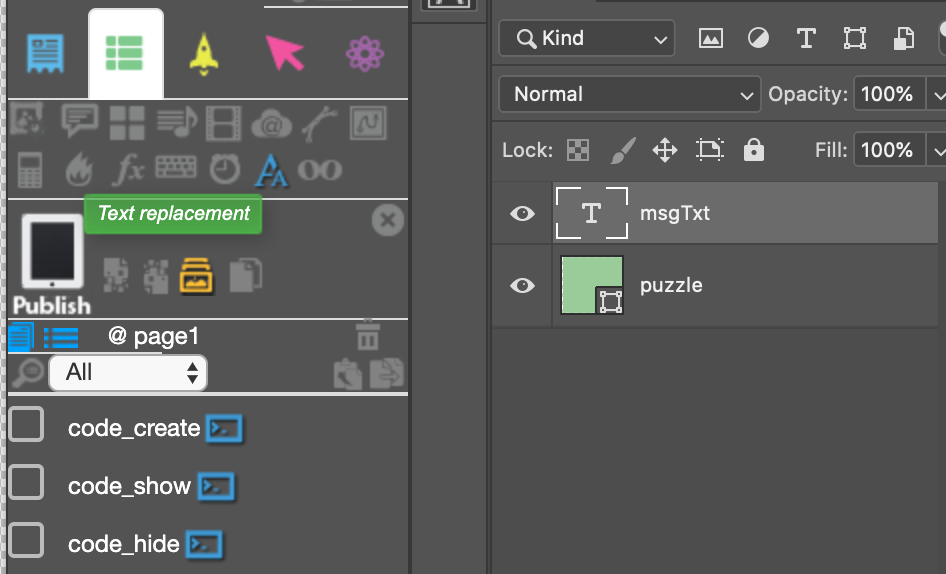 Kind
Normal
Opacity:
100%
Lock:
Fill:
100%
Text replacement
Publish
@ page1
All
code_create
code_show
code_hide
msgTxt
puzzle